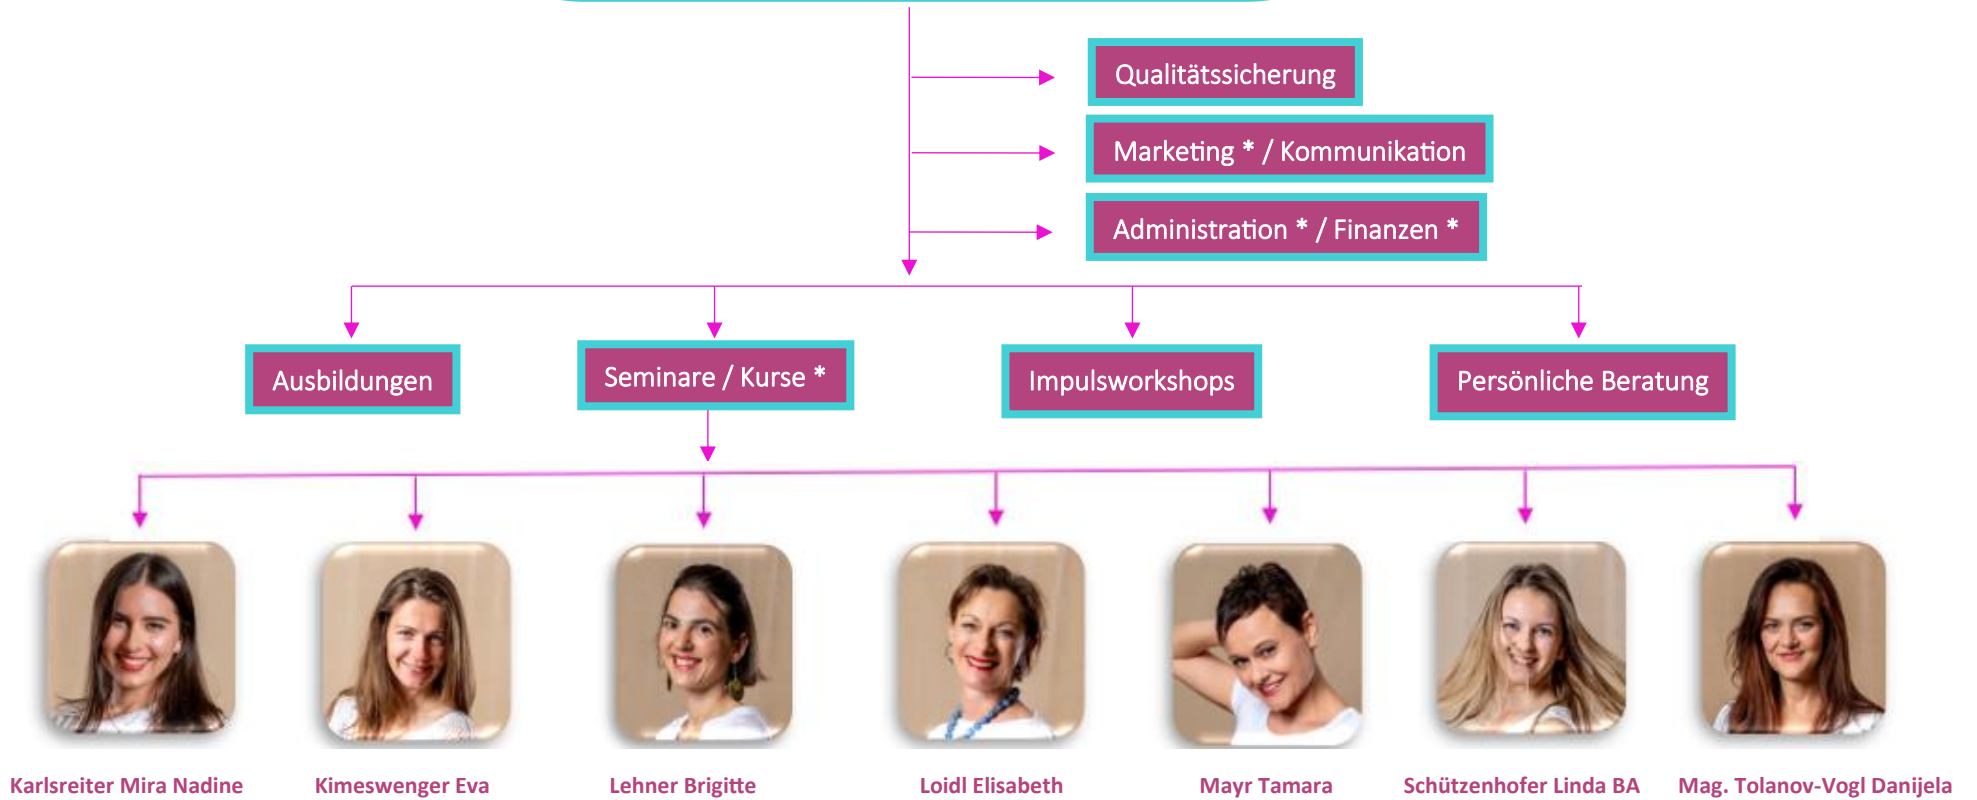 Qualitätssicherung
Marketing * / Kommunikation
Administration * / Finanzen *
Ausbildungen
Seminare / Kurse *
Impulsworkshops
Persönliche Beratung
Karlsreiter Mira Nadine
Kimeswenger Eva
Lehner Brigitte
Loidl Elisabeth
Mayr Tamara
Schützenhofer Linda BA
Mag. Tolanov-Vogl Danijela